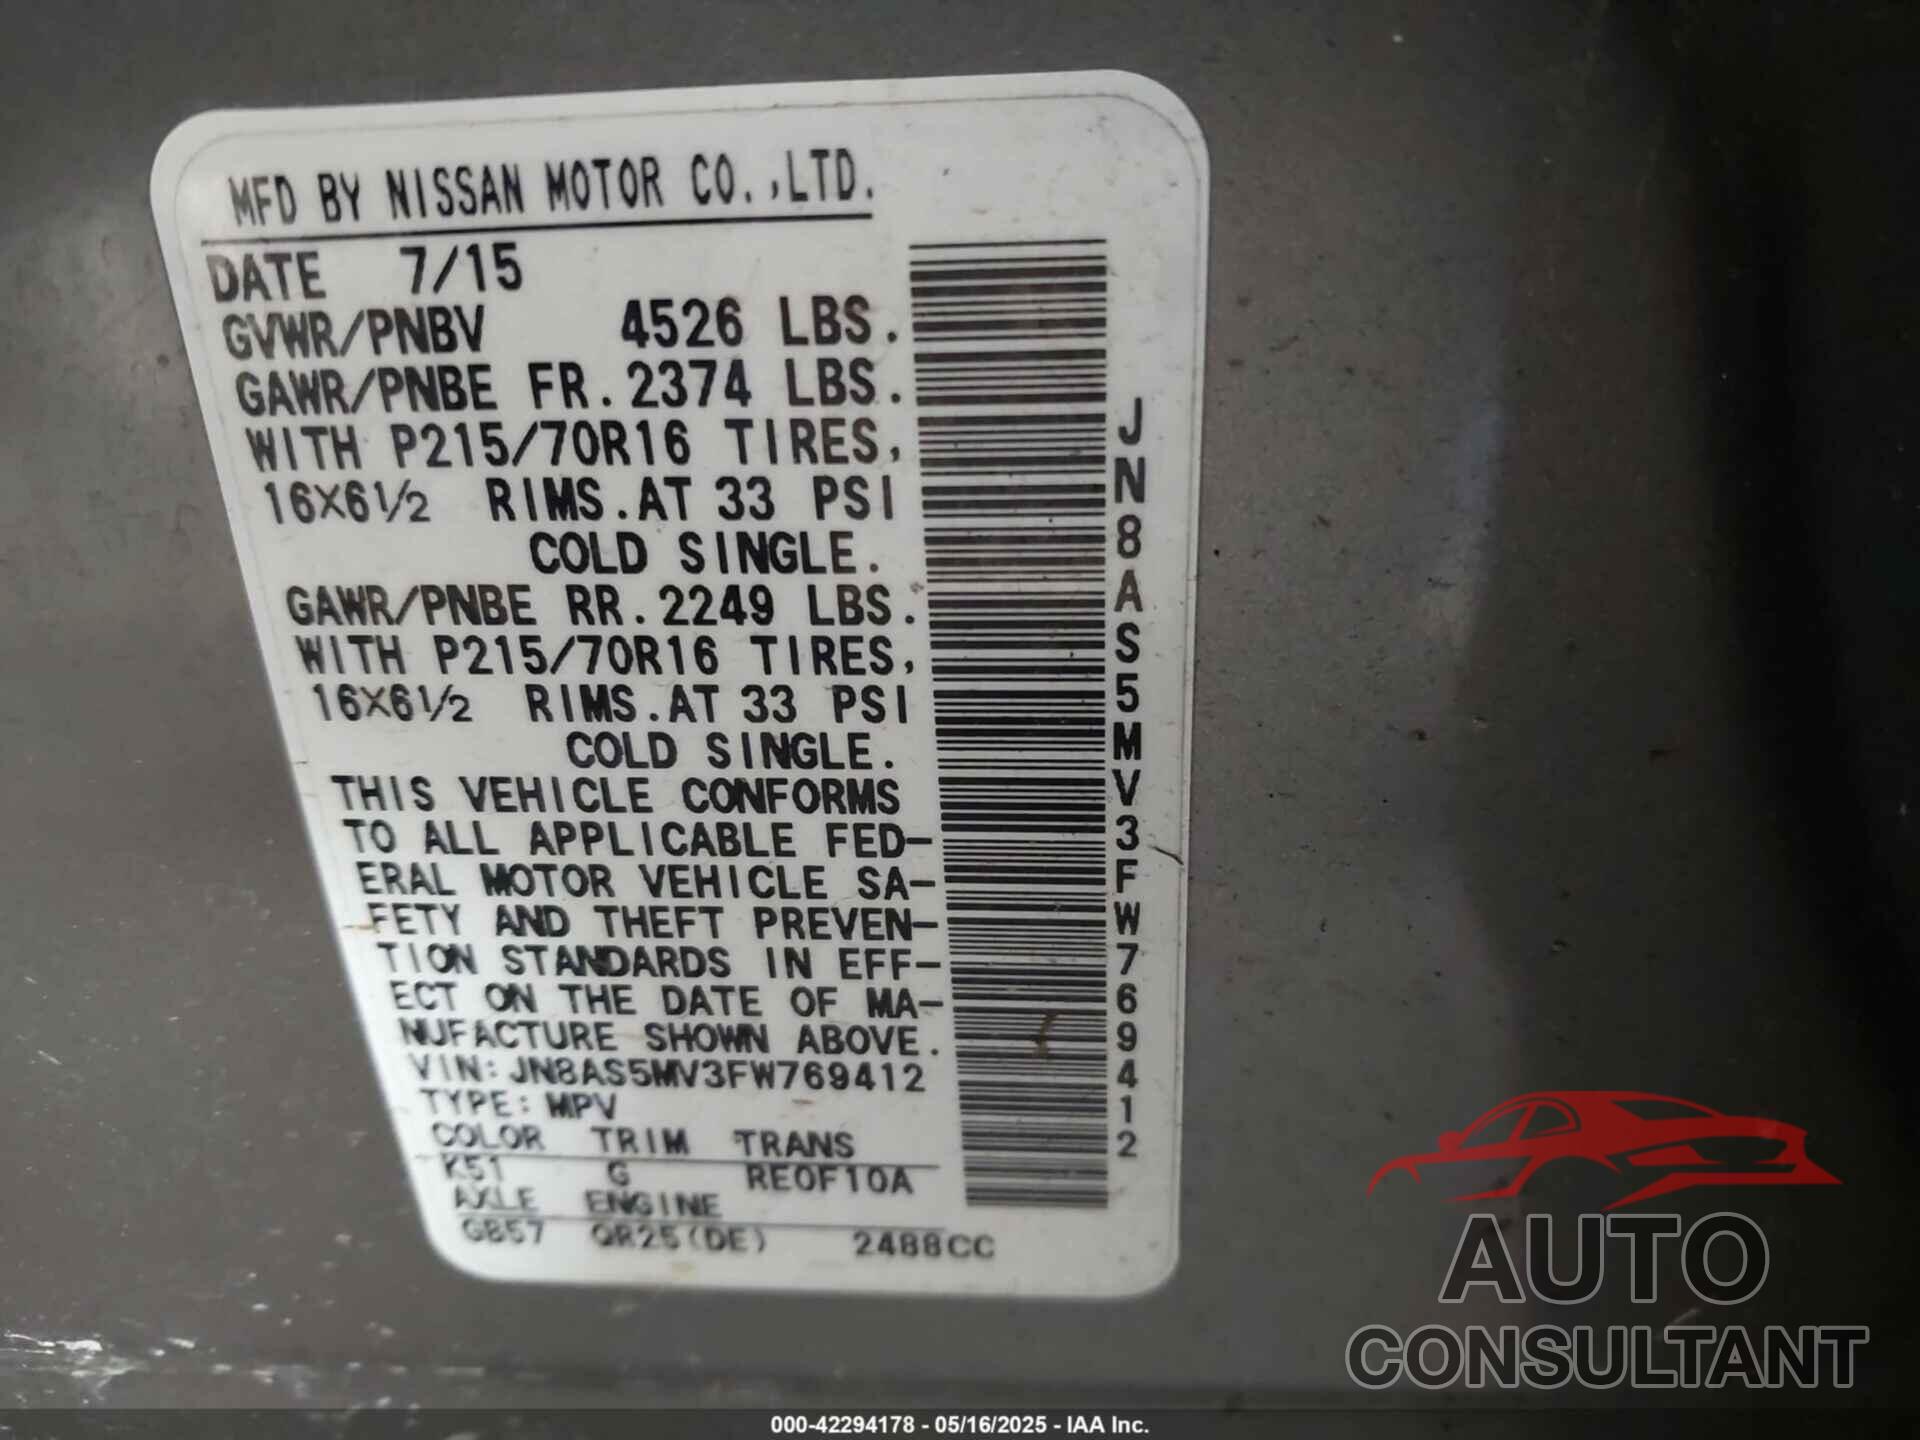 MFD BY NISSAN MOTOR CO.,LTD.
DATE 7/15
GVWR/PNBV 4526 LBS.
GAWR/PNBE FR.2374 LBS.
WITH P215/70R16 TIRES,
16X6½ RIMS.AT 33 PSI
COLD SINGLE.
GAWR/PNBE RR.2249 LBS.
WITH P215/70R16 TIRES,
16X6½ RIMS.AT 33 PSI
COLD SINGLE.
THIS VEHICLE CONFORMS
TO ALL APPLICABLE FED-
ERAL MOTOR VEHICLE SA-
FETY AND THEFT PREVEN-
TION STANDARDS IN EFF-
ECT ON THE DATE OF MA-
NUFACTURE SHOWN ABOVE.
VIN: JN8AS5MV3FW769412
TYPE: MPV
COLOR TRIM TRANS
K51 G RE0F10A
AXLE ENGINE
GB57 QR25(DE) 2488CC
JN8AS5MV3FW769412
AUTO
CONSULTANT
000-42294178 - 05/16/2025 - IAA Inc.